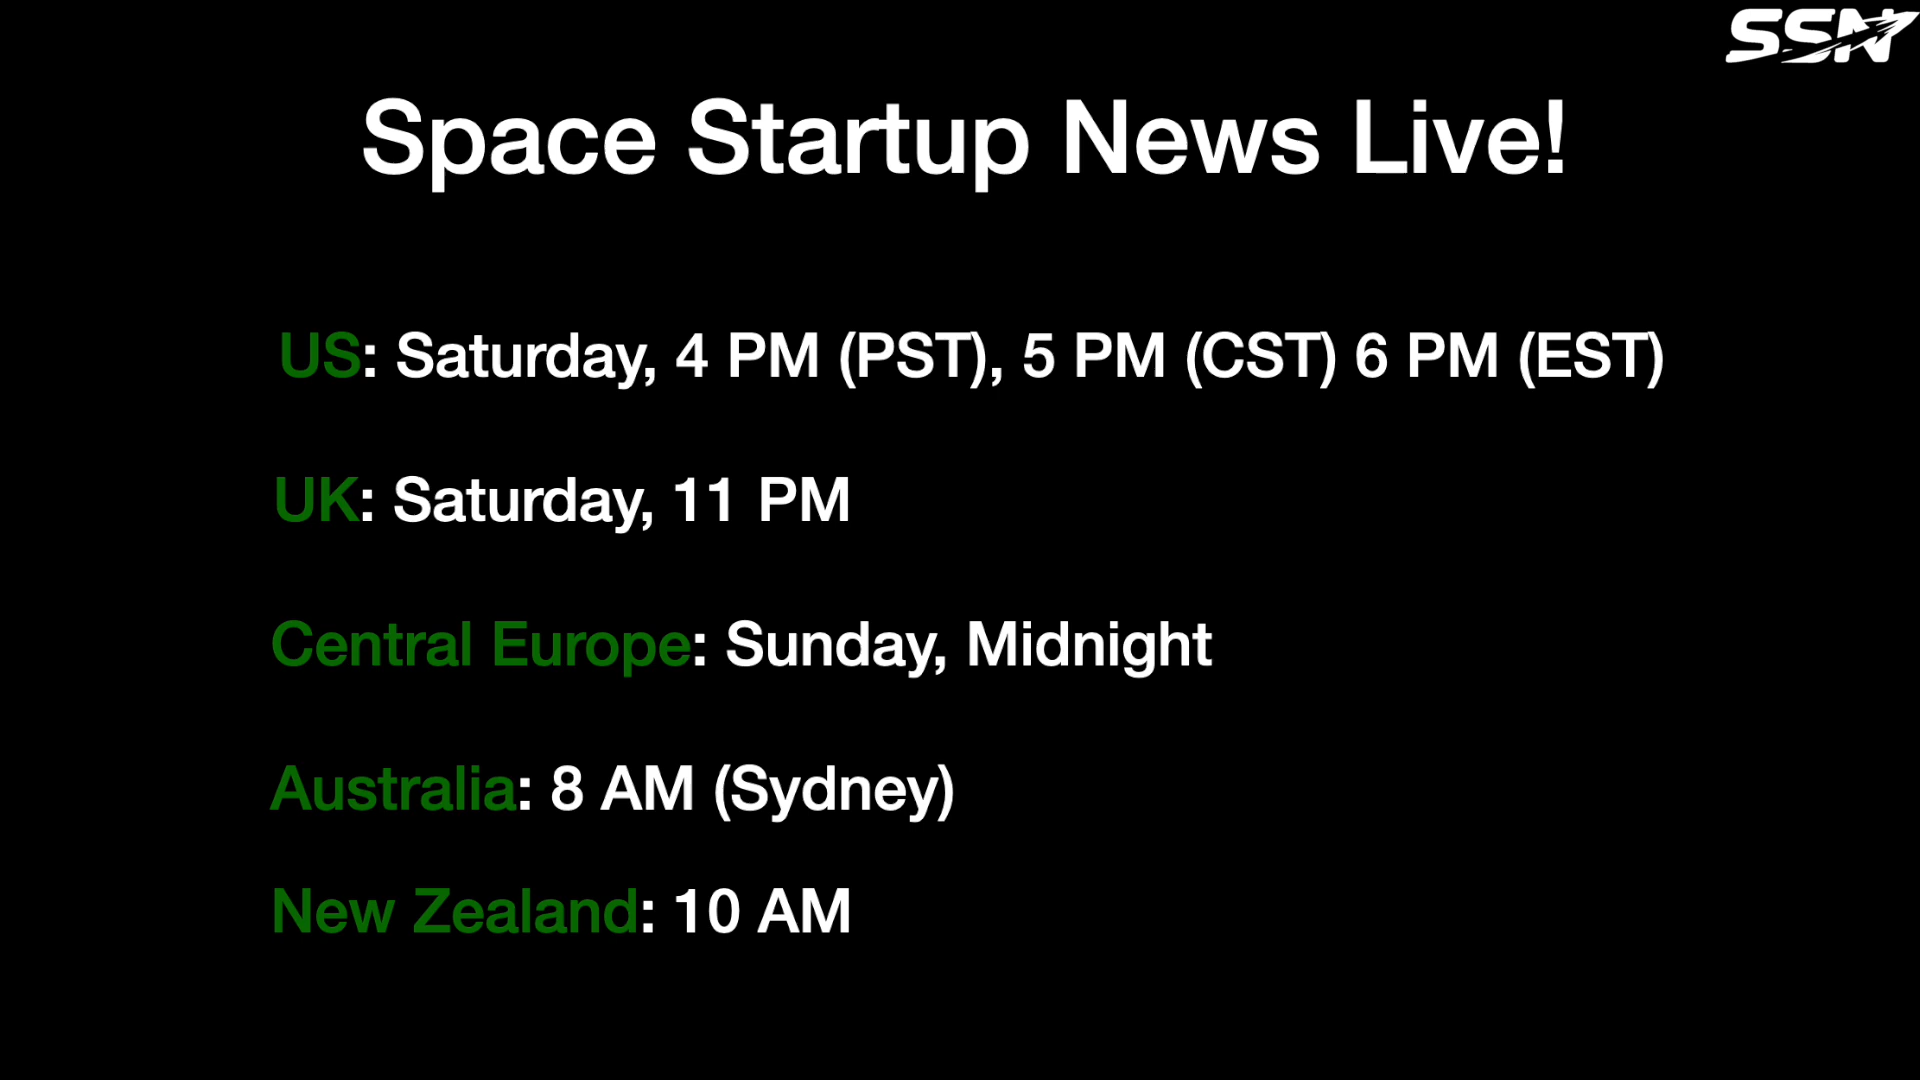 SSN
Space Startup News Live!
US: Saturday, 4 PM (PST), 5 PM (CST) 6 PM (EST)
UK: Saturday, 11 PM
Central Europe: Sunday, Midnight
Australia: 8 AM (Sydney)
New Zealand: 10 AM